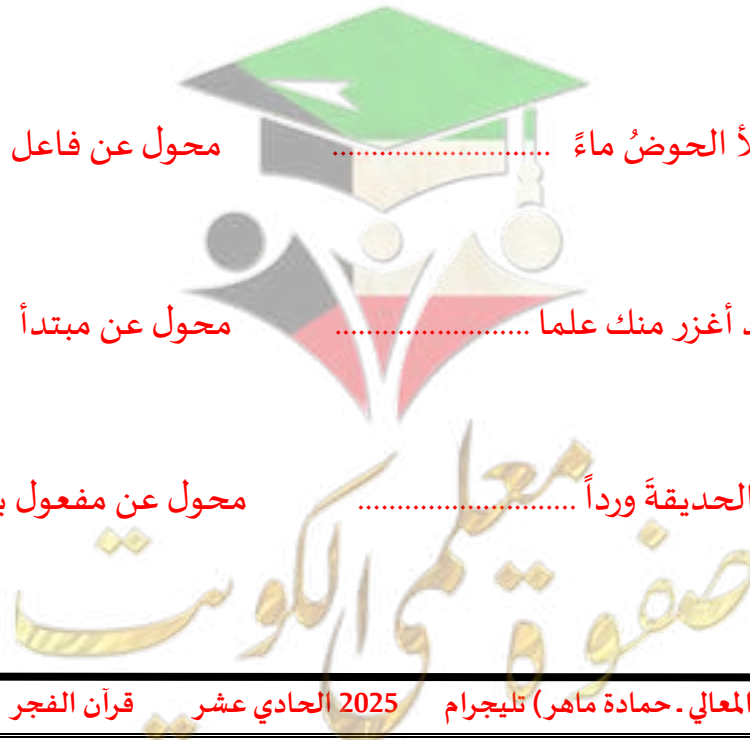 الحوضُ ماءً ............................ محول عن فاعل
أغزر منك علما ......................... محول عن مبتدأ
الحديقةَ ورداً ............................ محول عن مفعول
صفوة معلمي الكويت
المعالي . حمادة ماهر) تليجرام 2025 الحادي عشر قرآن الفجر